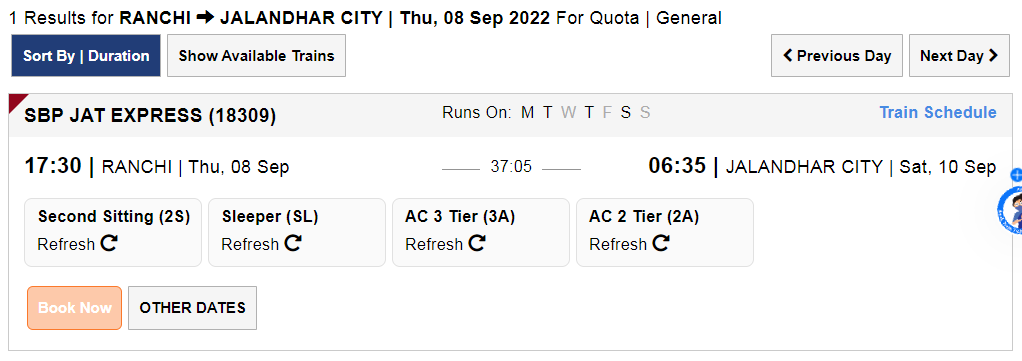 1 Results for RANCHI ➞ JALANDHAR CITY | Thu, 08 Sep 2022 For Quota | General
Sort By | Duration Show Available Trains Previous Day Next Day
SBP JAT EXPRESS (18309) Runs On: M T W T F S S Train Schedule
17:30 | RANCHI | Thu, 08 Sep 37:05 06:35 | JALANDHAR CITY | Sat, 10 Sep
Second Sitting (2S) Sleeper (SL) AC 3 Tier (3A) AC 2 Tier (2A)
Refresh Refresh Refresh Refresh
Book Now OTHER DATES